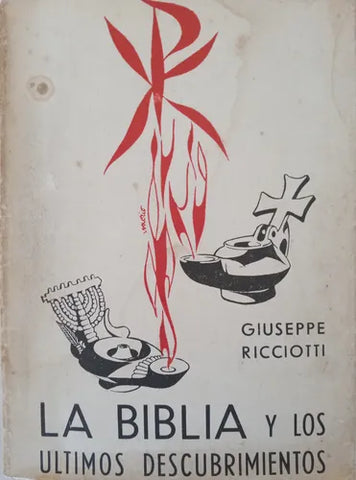 GIUSEPPE
RICCIOTTI
LA BIBLIA Y LOS
ULTIMOS DESCUBRIMIENTOS